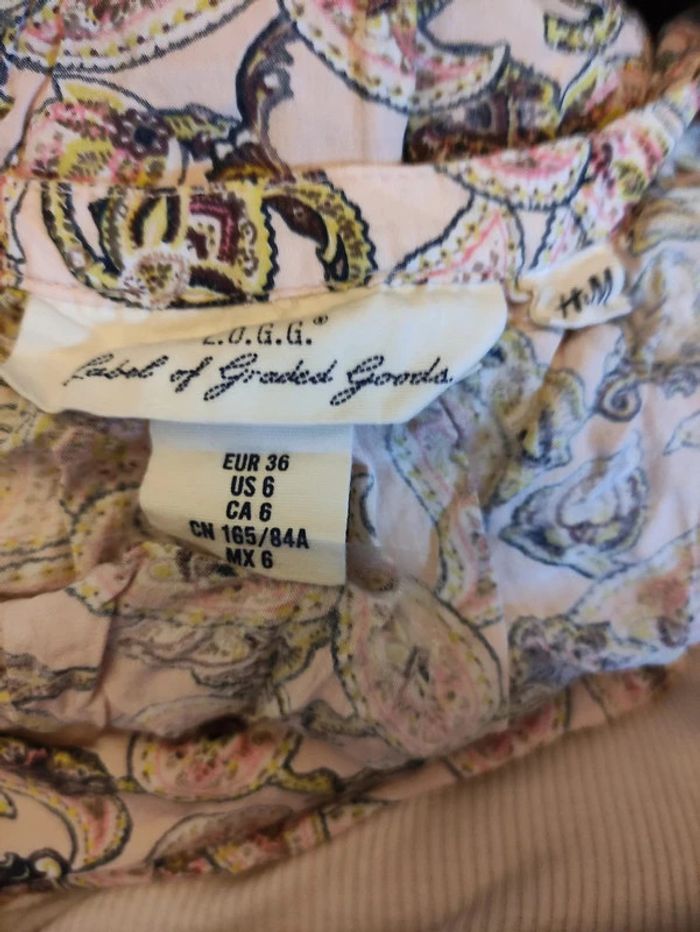 L.O.G.G.®
Label of Graded Goods
H&M
EUR 36
US 6
CA 6
CN 165/84A
MX 6